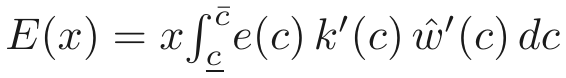 E(x) = x∫_{\underline{c}}^{\bar{c}} e(c) k′(c) ŵ′(c) dc